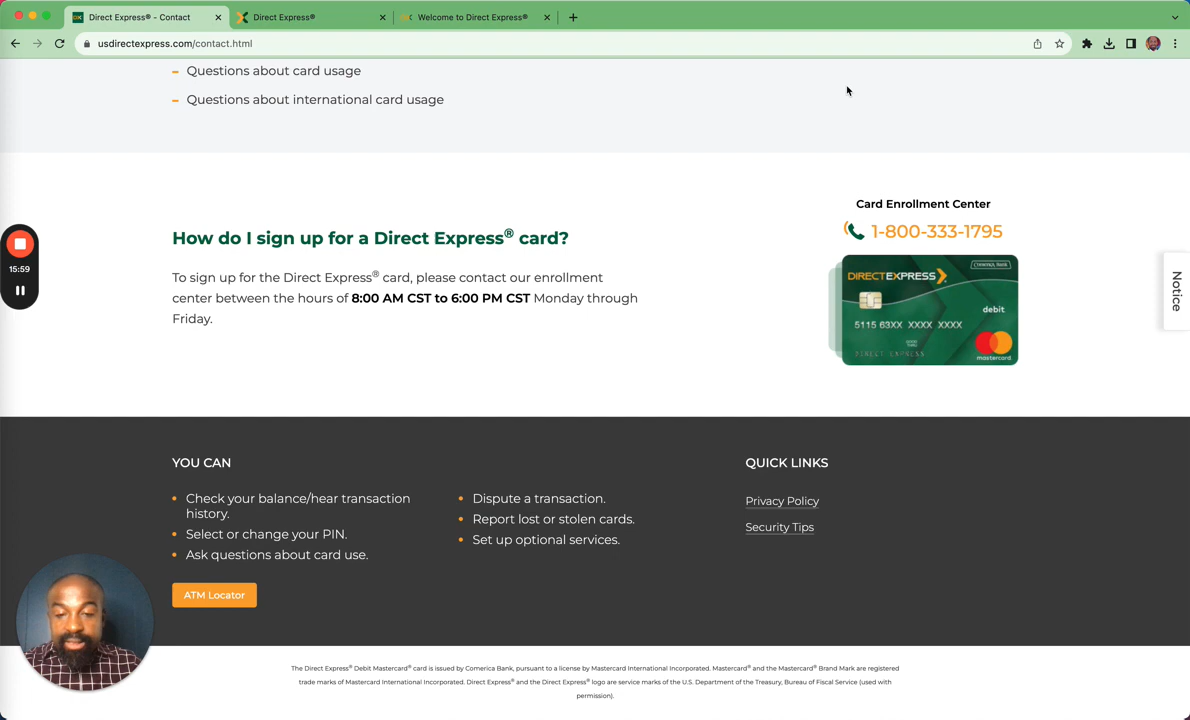 Direct Express® - Contact
Direct Express®
Welcome to Direct Express®
usdirectexpress.com/contact.html
Questions about card usage
Questions about international card usage
Card Enrollment Center
1-800-333-1795
How do I sign up for a Direct Express® card?
To sign up for the Direct Express® card, please contact our enrollment
center between the hours of 8:00 AM CST to 6:00 PM CST Monday through
Friday.
15:59
DIRECTEXPRESS
COMERICA BANK
debit
5115 63XX XXXX XXXX
DIRECT EXPRESS
mastercard
Notice
YOU CAN
Check your balance/hear transaction
history.
Select or change your PIN.
Ask questions about card use.
Dispute a transaction.
Report lost or stolen cards.
Set up optional services.
QUICK LINKS
Privacy Policy
Security Tips
ATM Locator
The Direct Express® Debit Mastercard® card is issued by Comerica Bank, pursuant to a license by Mastercard International Incorporated. Mastercard® and the Mastercard® Brand Mark are registered
trade marks of Mastercard International Incorporated. Direct Express® and the Direct Express® logo are service marks of the U.S. Department of the Treasury, Bureau of Fiscal Service (used with
permission).